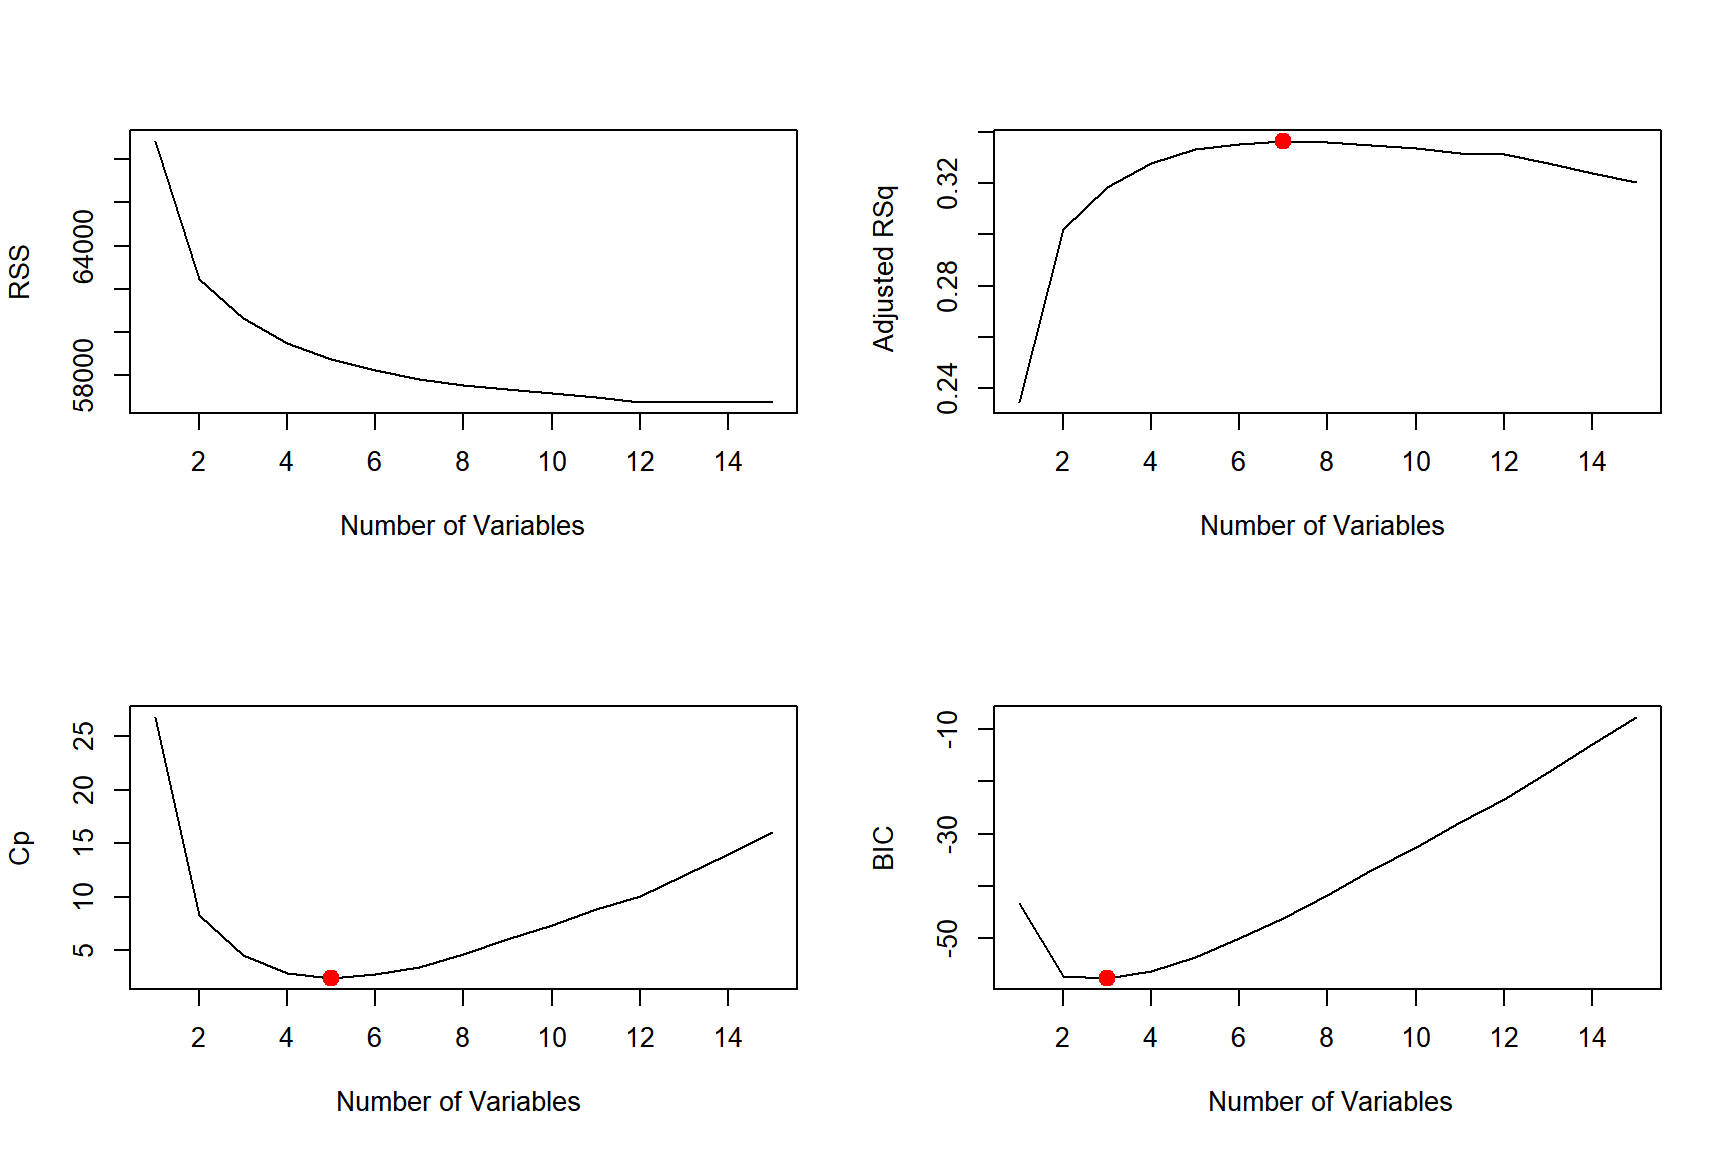 RSS
64000
58000
2 4 6 8 10 12 14
Number of Variables
Adjusted RSq
0.32
0.28
0.24
2 4 6 8 10 12 14
Number of Variables
Cp
25
20
15
10
5
2 4 6 8 10 12 14
Number of Variables
BIC
-10
-30
-50
2 4 6 8 10 12 14
Number of Variables